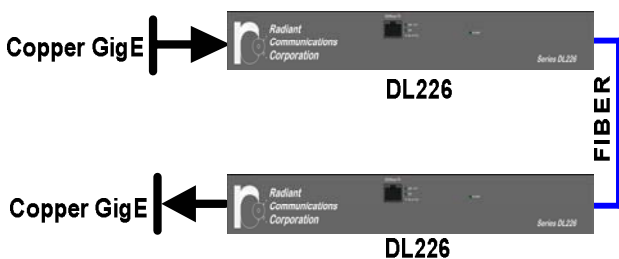 Copper GigE
Radiant
Communications
Corporation
Series DL226
DL226
FIBER
Copper GigE
Radiant
Communications
Corporation
Series DL226
DL226